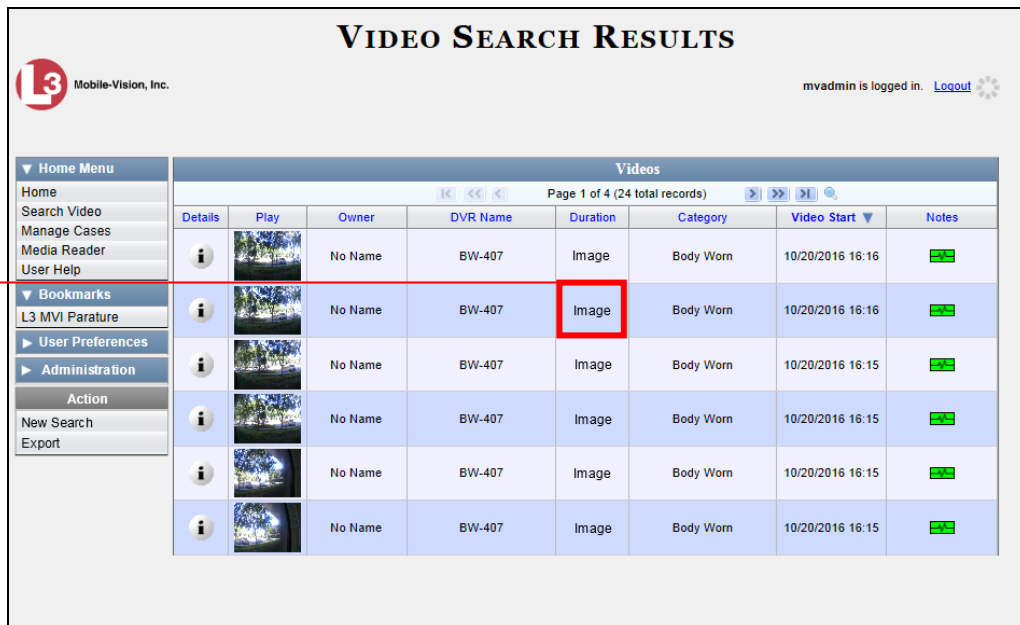 VIDEO SEARCH RESULTS
L3 Mobile-Vision, Inc.
mvadmin is logged in. Logout
Home Menu
Home
Search Video
Manage Cases
Media Reader
User Help
Bookmarks
L3 MVI Parature
User Preferences
Administration
Action
New Search
Export
Videos
Page 1 of 4 (24 total records)
Details Play Owner DVR Name Duration Category Video Start Notes
i No Name BW-407 Image Body Worn 10/20/2016 16:16
i No Name BW-407 Image Body Worn 10/20/2016 16:16
i No Name BW-407 Image Body Worn 10/20/2016 16:15
i No Name BW-407 Image Body Worn 10/20/2016 16:15
i No Name BW-407 Image Body Worn 10/20/2016 16:15
i No Name BW-407 Image Body Worn 10/20/2016 16:15